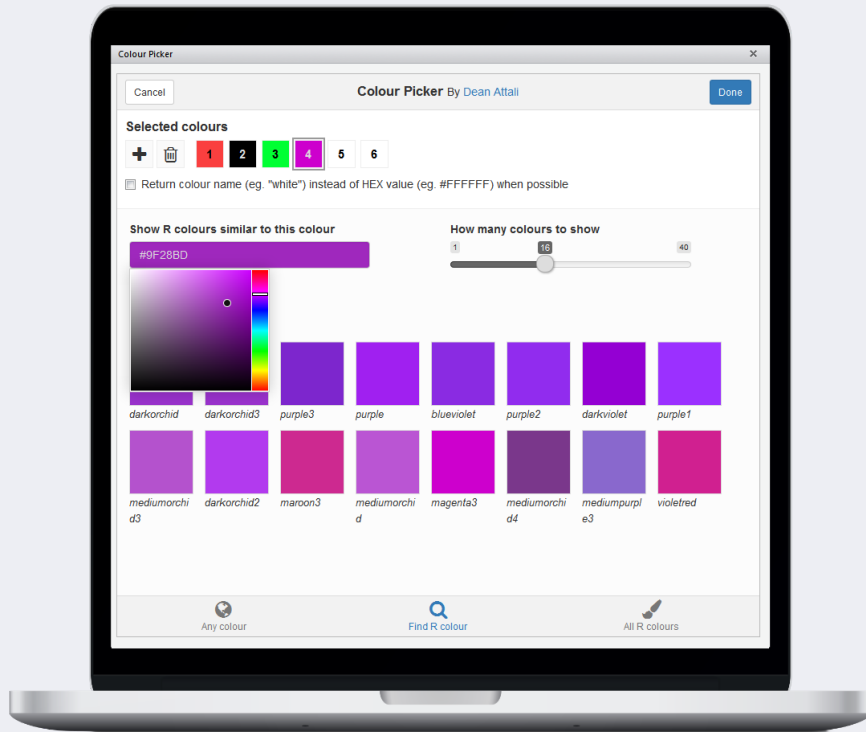 Colour Picker
×
Cancel
Colour Picker By Dean Attali
Done
Selected colours
1 2 3 4 5 6
Return colour name (eg. "white") instead of HEX value (eg. #FFFFFF) when possible
Show R colours similar to this colour
How many colours to show
1 16 40
#9F28BD
darkorchid darkorchid3 purple3 purple blueviolet purple2 darkviolet purple1
mediumorchi darkorchid2 maroon3 mediumorchi magenta3 mediumorchi mediumpurpl violetred
d3 d d4 e3
Any colour Find R colour All R colours